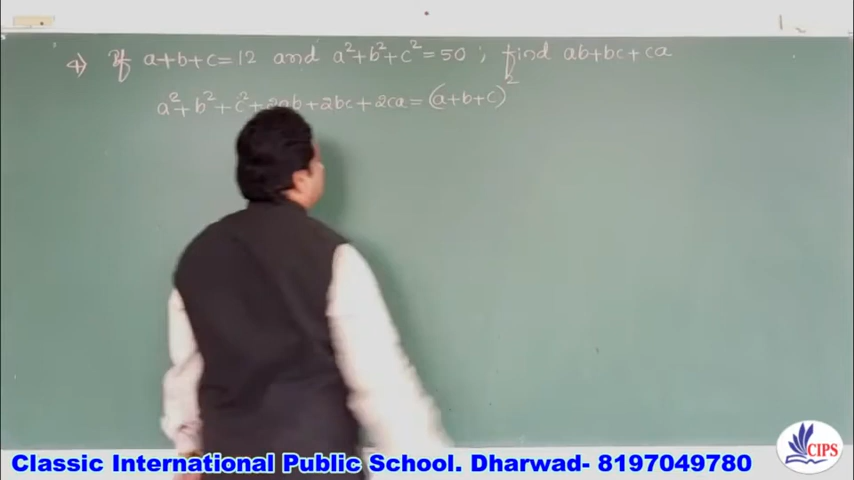 4) If a+b+c=12 and a²+b²+c²=50 ; find ab+bc+ca
a²+b²+c²+2ab+2bc+2ca=(a+b+c)²
Classic International Public School. Dharwad- 8197049780
CIPS